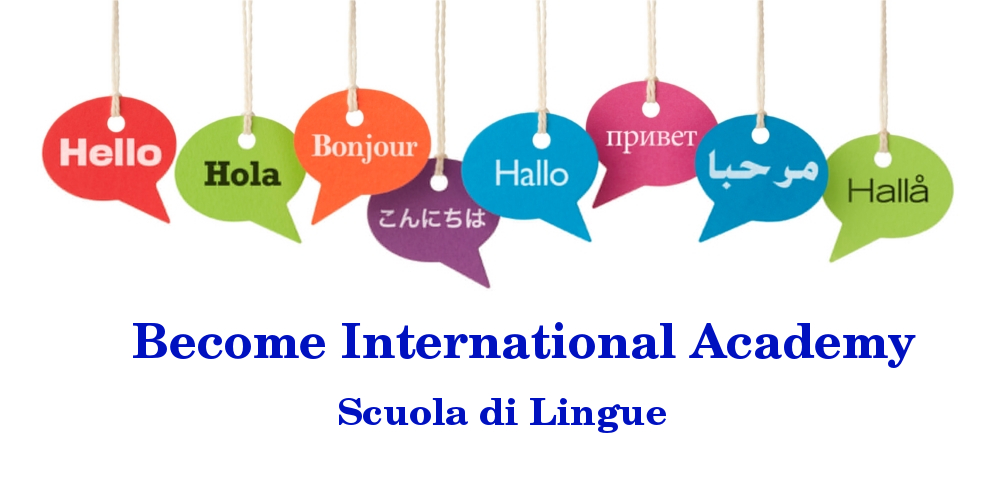 Hello
Hola
Bonjour
こんにちは
Hallo
привет
مرحبا
Hallå
Become International Academy
Scuola di Lingue